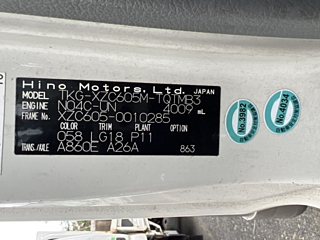 Hino Motors, Ltd. JAPAN
MODEL TKG-XZC605M-TQTMB3
ENGINE N04C-UN 4009 mL
FRAME No. XZC605-0010285
COLOR TRIM PLANT OPTION
058 LG18 P11
TRANS/AXLE A860E A26A 863
No.3982
No.4034